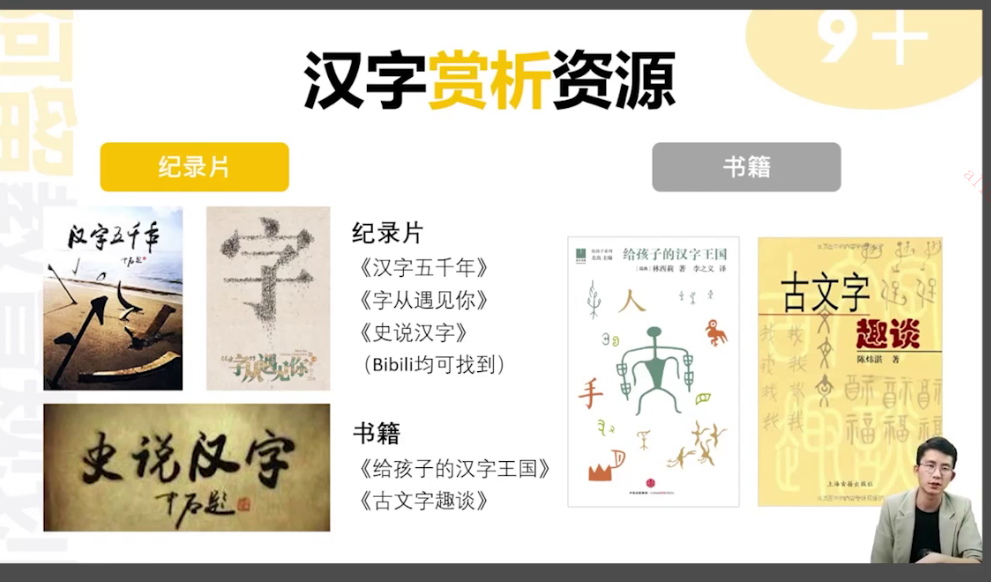 9+
汉字赏析资源
纪录片
书籍
汉字五千年
字
字从遇见你
史说汉字
纪录片
《汉字五千年》
《字从遇见你》
《史说汉字》
（Bibili均可找到）
书籍
《给孩子的汉字王国》
《古文字趣谈》
给孩子的汉字王国
林西莉 著 李之义 译
人
手
古文字
趣谈
陈炜湛 著
上海古籍出版社